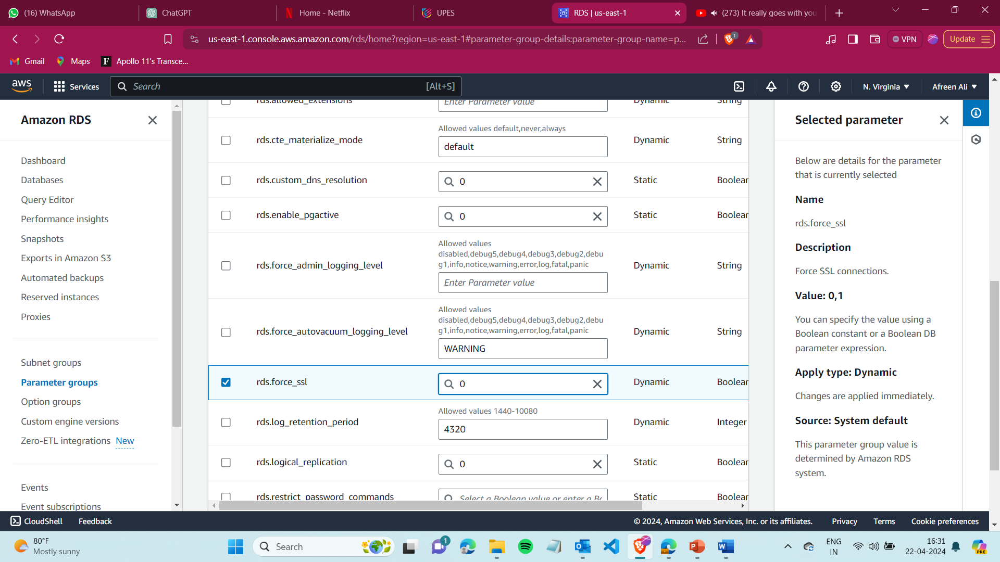 (16) WhatsApp
ChatGPT
Home - Netflix
UPES
RDS | us-east-1
(273) It really goes with you
us-east-1.console.aws.amazon.com/rds/home?region=us-east-1#parameter-group-details:parameter-group-name=p...
1
VPN
Update
Gmail
Maps
F
Apollo 11's Transce...
aws
Services
Search
[Alt+S]
N. Virginia
Afreen Ali
Amazon RDS
Dashboard
Databases
Query Editor
Performance insights
Snapshots
Exports in Amazon S3
Automated backups
Reserved instances
Proxies
Subnet groups
Parameter groups
Option groups
Custom engine versions
Zero-ETL integrations New
Events
Event subscriptions
rds.allowed_extensions
Enter Parameter value
Dynamic
String
Allowed values default,never,always
rds.cte_materialize_mode
default
Dynamic
String
rds.custom_dns_resolution
0
Static
Boolean
rds.enable_pgactive
0
Static
Boolean
Allowed values
disabled,debug5,debug4,debug3,debug2,debu
g1,info,notice,warning,error,log,fatal,panic
rds.force_admin_logging_level
Enter Parameter value
Dynamic
String
Allowed values
disabled,debug5,debug4,debug3,debug2,debu
g1,info,notice,warning,error,log,fatal,panic
rds.force_autovacuum_logging_level
WARNING
Dynamic
String
rds.force_ssl
0
Dynamic
Boolean
Allowed values 1440-10080
rds.log_retention_period
4320
Dynamic
Integer
rds.logical_replication
0
Static
Boolean
rds.restrict_password_commands
Select a Boolean value or enter a Bo
Static
Boolean
Selected parameter
Below are details for the parameter
that is currently selected
Name
rds.force_ssl
Description
Force SSL connections.
Value: 0,1
You can specify the value using a
Boolean constant or a Boolean DB
parameter expression.
Apply type: Dynamic
Changes are applied immediately.
Source: System default
This parameter group value is
determined by Amazon RDS
system.
CloudShell
Feedback
© 2024, Amazon Web Services, Inc. or its affiliates.
Privacy
Terms
Cookie preferences
80°F
Mostly sunny
Search
1
ENG
IN
16:31
22-04-2024
PRE